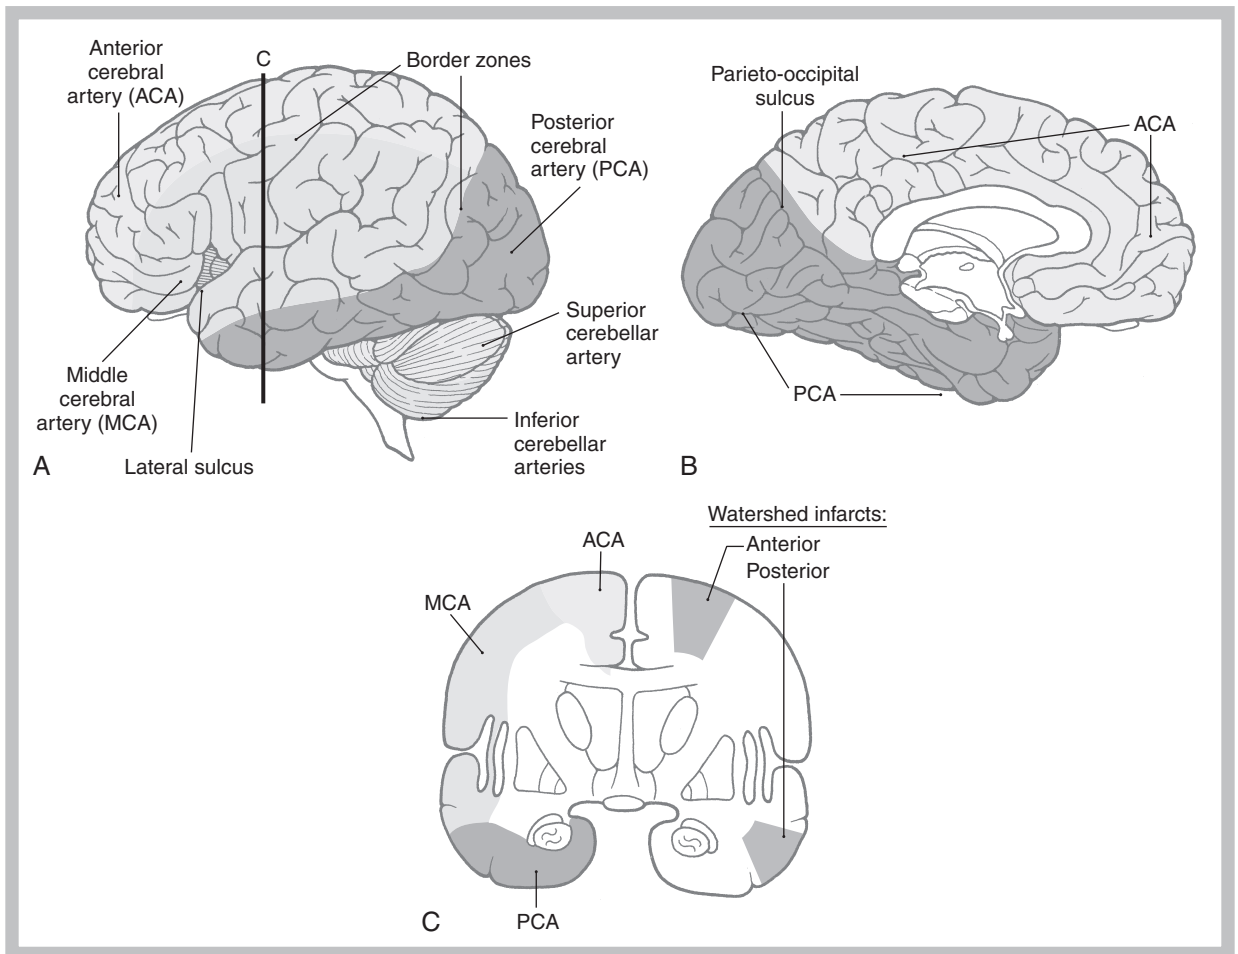 Anterior
cerebral
artery (ACA)
C
Border zones
Posterior
cerebral
artery (PCA)
Superior
cerebellar
artery
Middle
cerebral
artery (MCA)
Inferior
cerebellar
arteries
A
Lateral sulcus
Parieto-occipital
sulcus
ACA
PCA
B
Watershed infarcts:
Anterior
Posterior
ACA
MCA
C
PCA